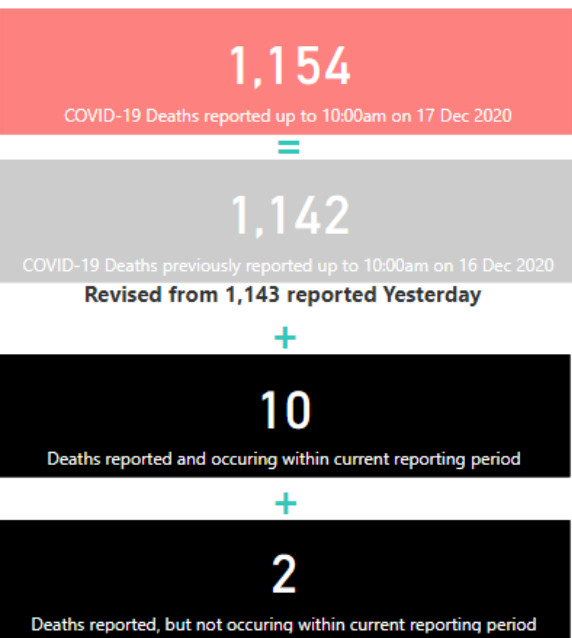 1,154
COVID-19 Deaths reported up to 10:00am on 17 Dec 2020
=
1,142
COVID-19 Deaths previously reported up to 10:00am on 16 Dec 2020
Revised from 1,143 reported Yesterday
+
10
Deaths reported and occuring within current reporting period
+
2
Deaths reported, but not occuring within current reporting period